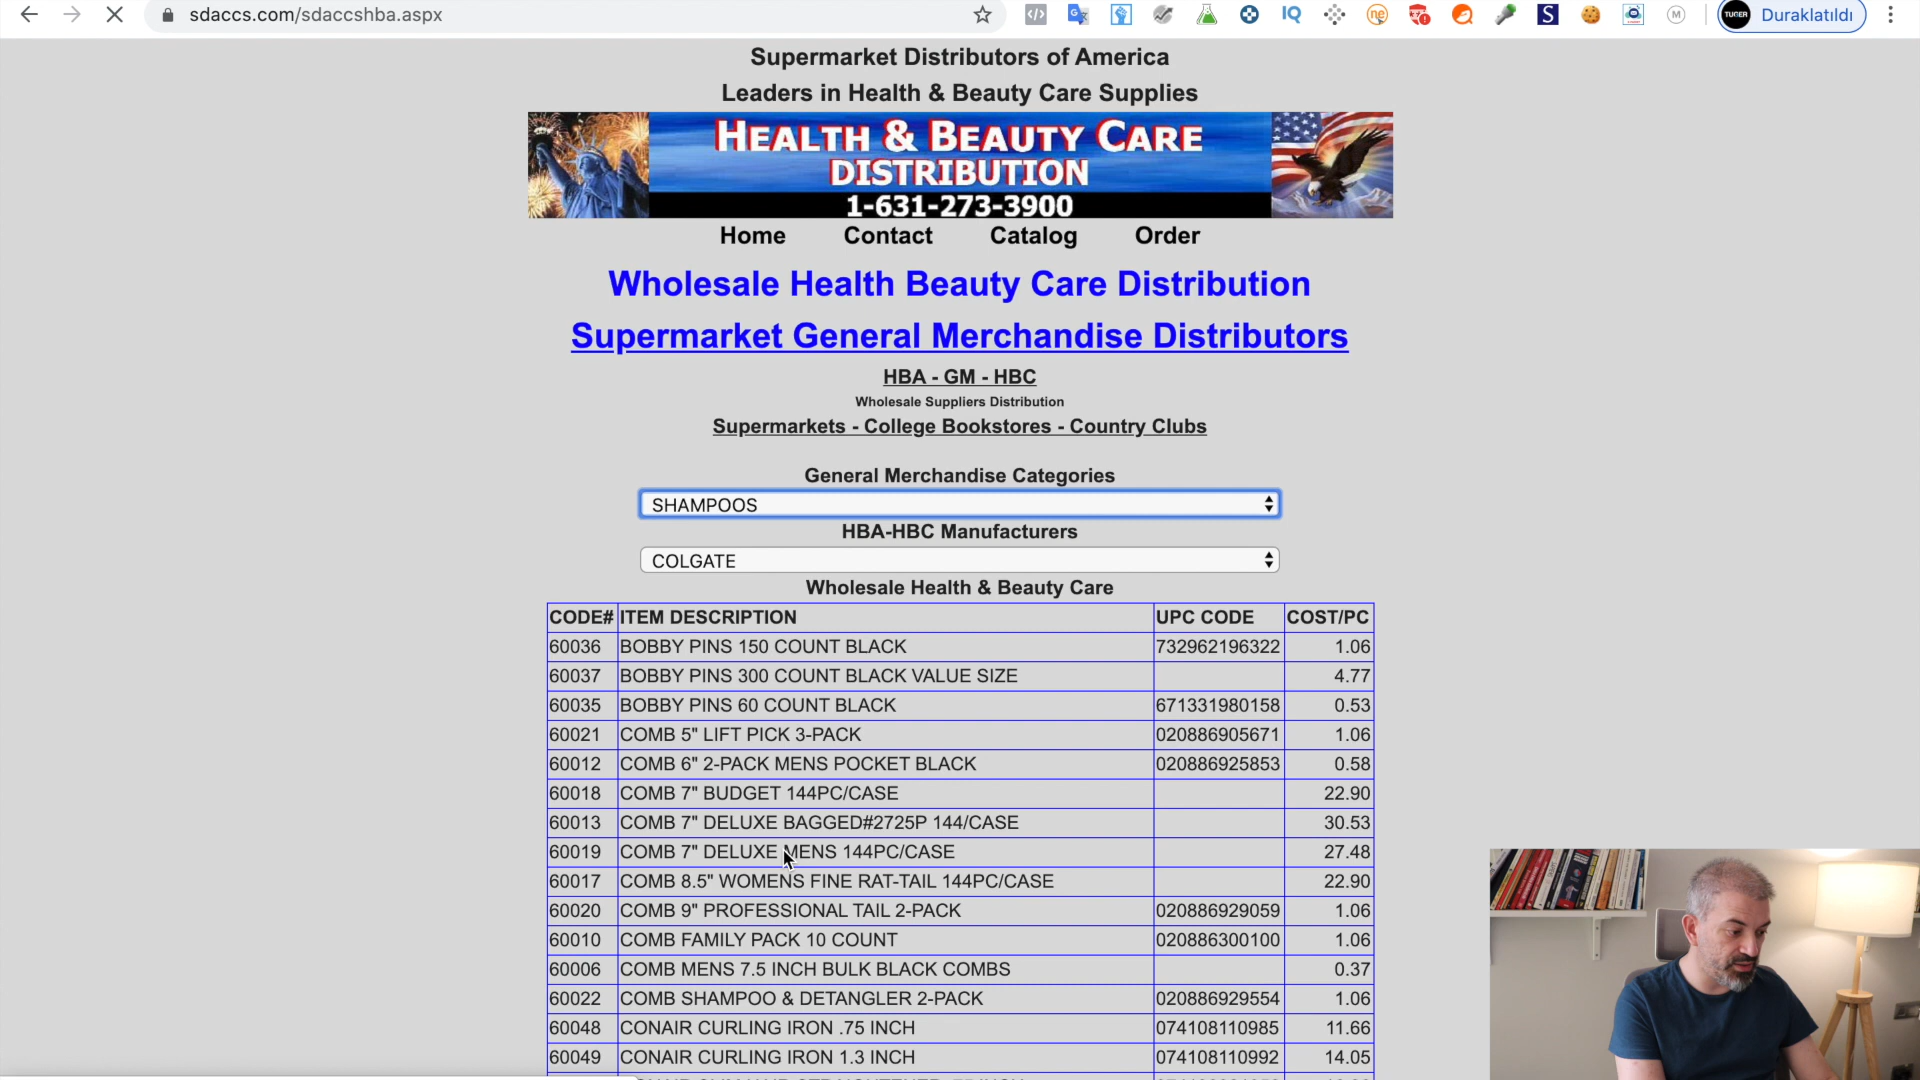 sdaccs.com/sdaccshba.aspx
Duraklatıldı
Supermarket Distributors of America
Leaders in Health & Beauty Care Supplies
HEALTH & BEAUTY CARE
DISTRIBUTION
1-631-273-3900
Home Contact Catalog Order
Wholesale Health Beauty Care Distribution
Supermarket General Merchandise Distributors
HBA - GM - HBC
Wholesale Suppliers Distribution
Supermarkets - College Bookstores - Country Clubs
General Merchandise Categories
SHAMPOOS
HBA-HBC Manufacturers
COLGATE
Wholesale Health & Beauty Care
CODE# ITEM DESCRIPTION UPC CODE COST/PC
60036 BOBBY PINS 150 COUNT BLACK 732962196322 1.06
60037 BOBBY PINS 300 COUNT BLACK VALUE SIZE 4.77
60035 BOBBY PINS 60 COUNT BLACK 671331980158 0.53
60021 COMB 5" LIFT PICK 3-PACK 020886905671 1.06
60012 COMB 6" 2-PACK MENS POCKET BLACK 020886925853 0.58
60018 COMB 7" BUDGET 144PC/CASE 22.90
60013 COMB 7" DELUXE BAGGED#2725P 144/CASE 30.53
60019 COMB 7" DELUXE MENS 144PC/CASE 27.48
60017 COMB 8.5" WOMENS FINE RAT-TAIL 144PC/CASE 22.90
60020 COMB 9" PROFESSIONAL TAIL 2-PACK 020886929059 1.06
60010 COMB FAMILY PACK 10 COUNT 020886300100 1.06
60006 COMB MENS 7.5 INCH BULK BLACK COMBS 0.37
60022 COMB SHAMPOO & DETANGLER 2-PACK 020886929554 1.06
60048 CONAIR CURLING IRON .75 INCH 074108110985 11.66
60049 CONAIR CURLING IRON 1.3 INCH 074108110992 14.05